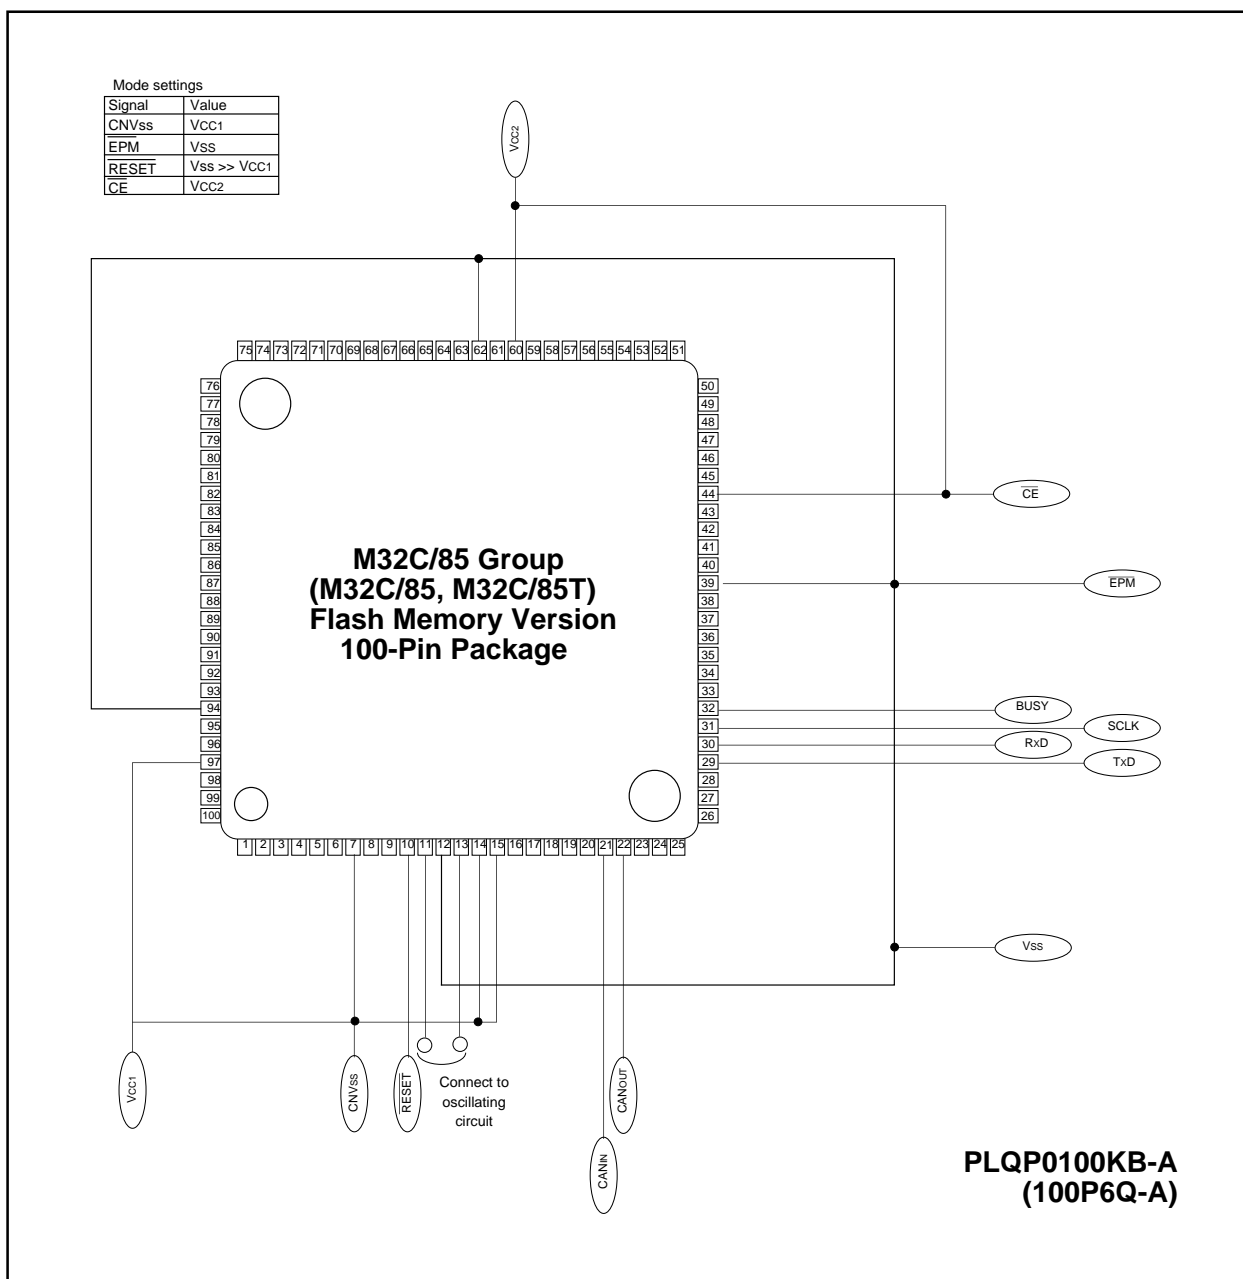 Mode settings
Signal Value
CNVss VCC1
EPM VSS
RESET Vss >> VCC1
CE VCC2
VCC2
75 74 73 72 71 70 69 68 67 66 65 64 63 62 61 60 59 58 57 56 55 54 53 52 51
76
77
78
79
80
81
82
83
84
85
86
87
88
89
90
91
92
93
94
95
96
97
98
99
100
M32C/85 Group
(M32C/85, M32C/85T)
Flash Memory Version
100-Pin Package
50
49
48
47
46
45
44
43
42
41
40
39
38
37
36
35
34
33
32
31
30
29
28
27
26
CE
EPM
BUSY
SCLK
RxD
TxD
1 2 3 4 5 6 7 8 9 10 11 12 13 14 15 16 17 18 19 20 21 22 23 24 25
Vss
VCC1
CNVss
RESET
Connect to
oscillating
circuit
CANOUT
CANIN
PLQP0100KB-A
(100P6Q-A)